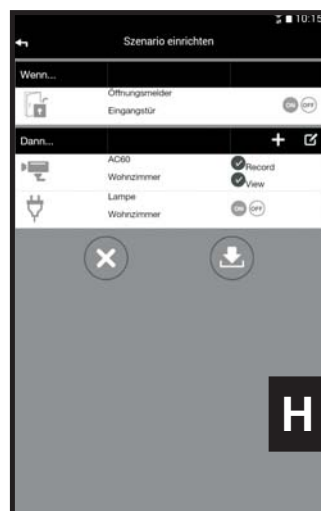 10:15
Szenario einrichten
Wenn...
Öffnungsmelder
Eingangstür
ON OFF
Dann...
AC60
Wohnzimmer
Record
View
Lampe
Wohnzimmer
ON OFF
H